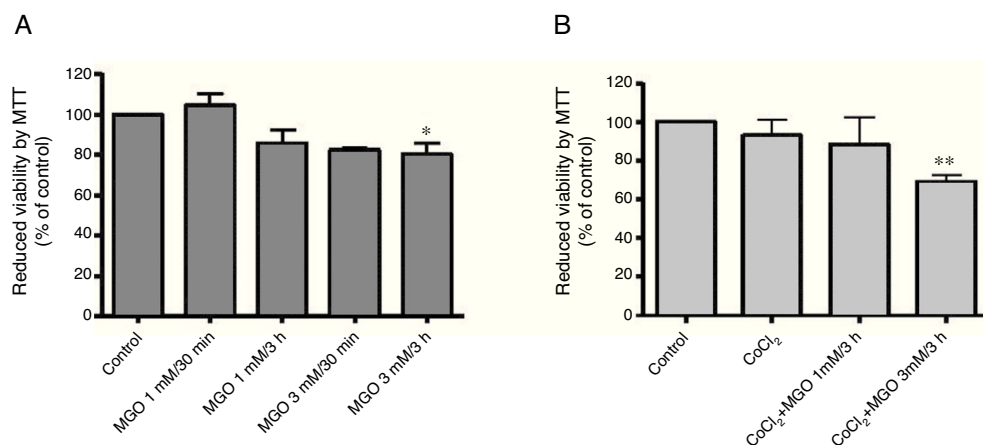 A
Reduced viability by MTT
(% of control)
120
100
80
60
40
20
0
*
Control
MGO 1 mM/30 min
MGO 1 mM/3 h
MGO 3 mM/30 min
MGO 3 mM/3 h
B
Reduced viability by MTT
(% of control)
120
100
80
60
40
20
0
**
Control
CoCl₂
CoCl₂+MGO 1mM/3 h
CoCl₂+MGO 3mM/3 h